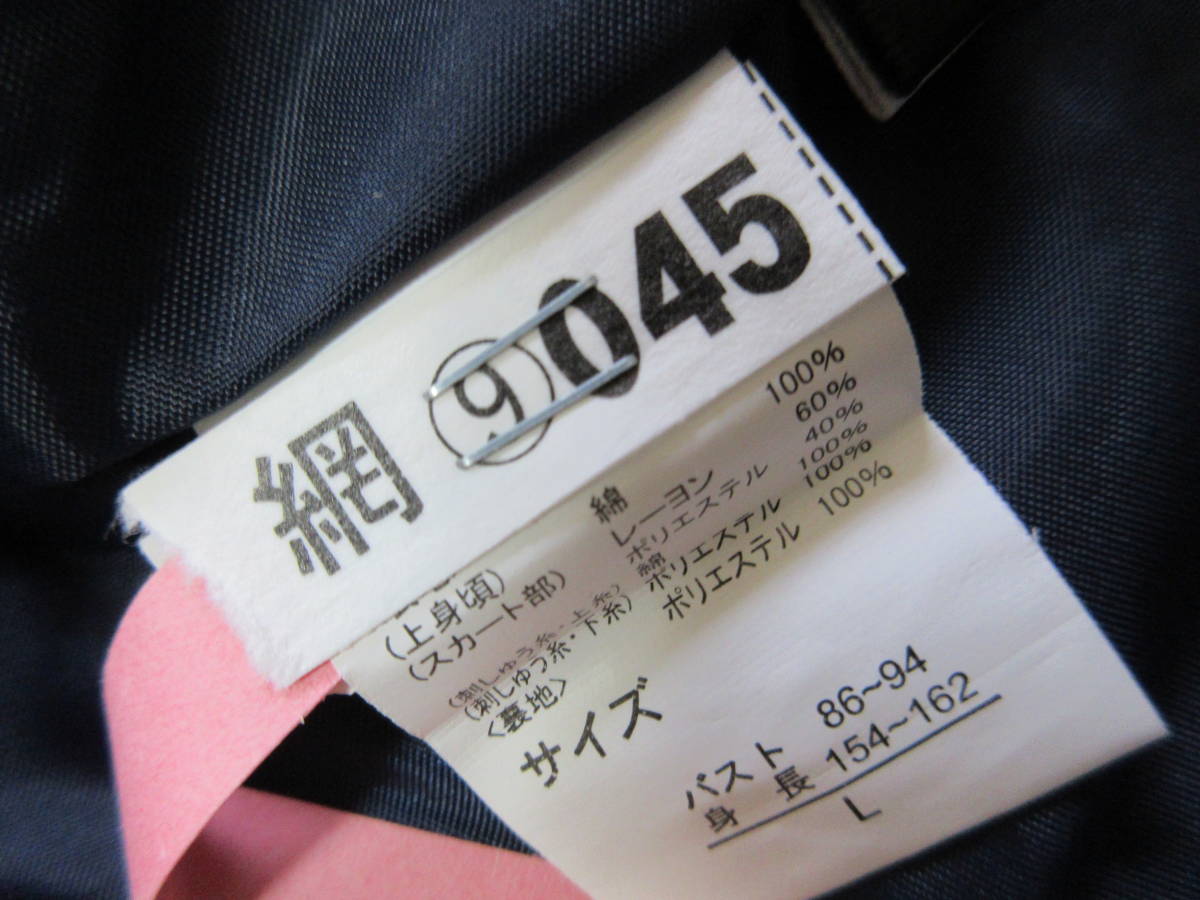 網 ⑨045
(上身頃) 綿 100%
(スカート部) レーヨン 60%
ポリエステル 40%
(刺しゅう糸・上糸) 綿 100%
(刺しゅう糸・下糸) ポリエステル 100%
<裏地> ポリエステル 100%
サイズ
バスト 86~94
身 長 154~162
L